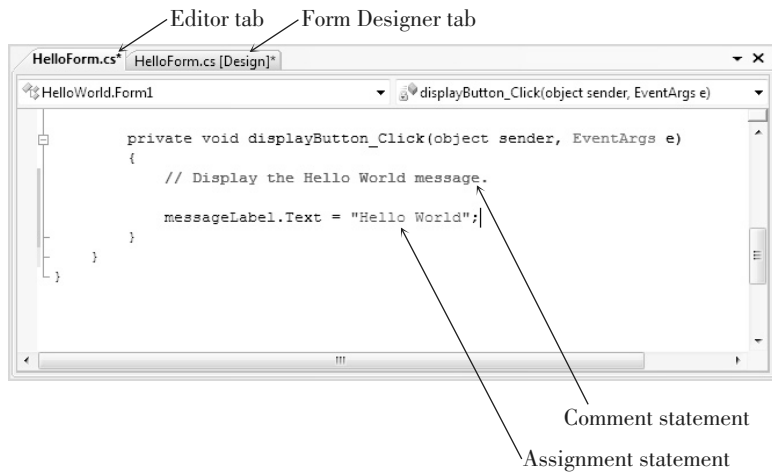 Editor tab Form Designer tab
HelloForm.cs* HelloForm.cs [Design]*
HelloWorld.Form1 displayButton_Click(object sender, EventArgs e)
private void displayButton_Click(object sender, EventArgs e)
{
// Display the Hello World message.
messageLabel.Text = "Hello World";
}
}
}
Comment statement
Assignment statement